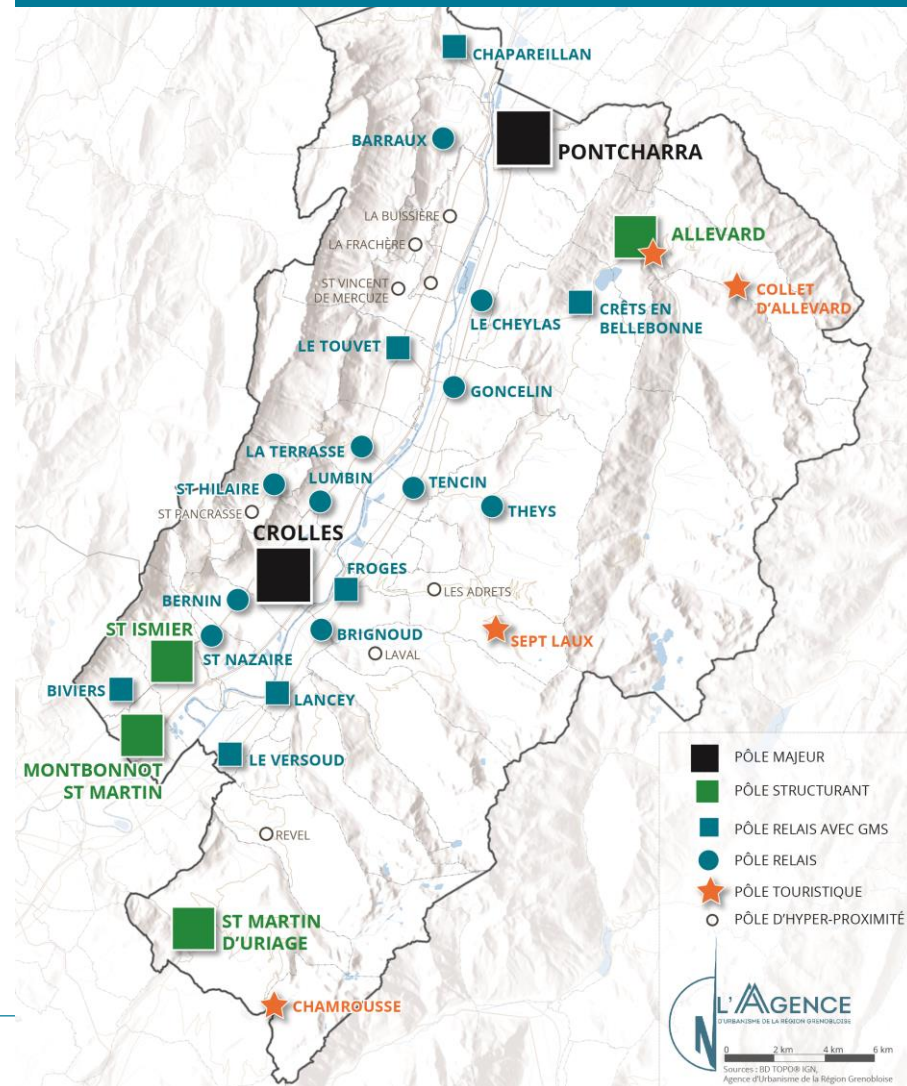 CHAPAREILLAN
BARRAUX
PONTCHARRA
LA BUISSIÈRE
LA FRACHÈRE
ALLEVARD
ST VINCENT
DE MERCUZE
COLLET
D'ALLEVARD
LE CHEYLAS
CRÊTS EN
BELLEBONNE
LE TOUVET
GONCELIN
LA TERRASSE
ST HILAIRE
LUMBIN
TENCIN
ST PANCRASSE
THEYS
CROLLES
FROGES
LES ADRETS
BERNIN
ST ISMIER
BRIGNOUD
SEPT LAUX
ST NAZAIRE
LAVAL
BIVIERS
LANCEY
MONTBONNOT
ST MARTIN
LE VERSOUD
REVEL
ST MARTIN
D'URIAGE
CHAMROUSSE
PÔLE MAJEUR
PÔLE STRUCTURANT
PÔLE RELAIS AVEC GMS
PÔLE RELAIS
PÔLE TOURISTIQUE
PÔLE D'HYPER-PROXIMITÉ
N
L'AGENCE
D'URBANISME DE LA RÉGION GRENOBLOISE
0 2 km 4 km 6 km
Sources : BD TOPO® IGN,
Agence d'Urbanisme de la Région Grenobloise